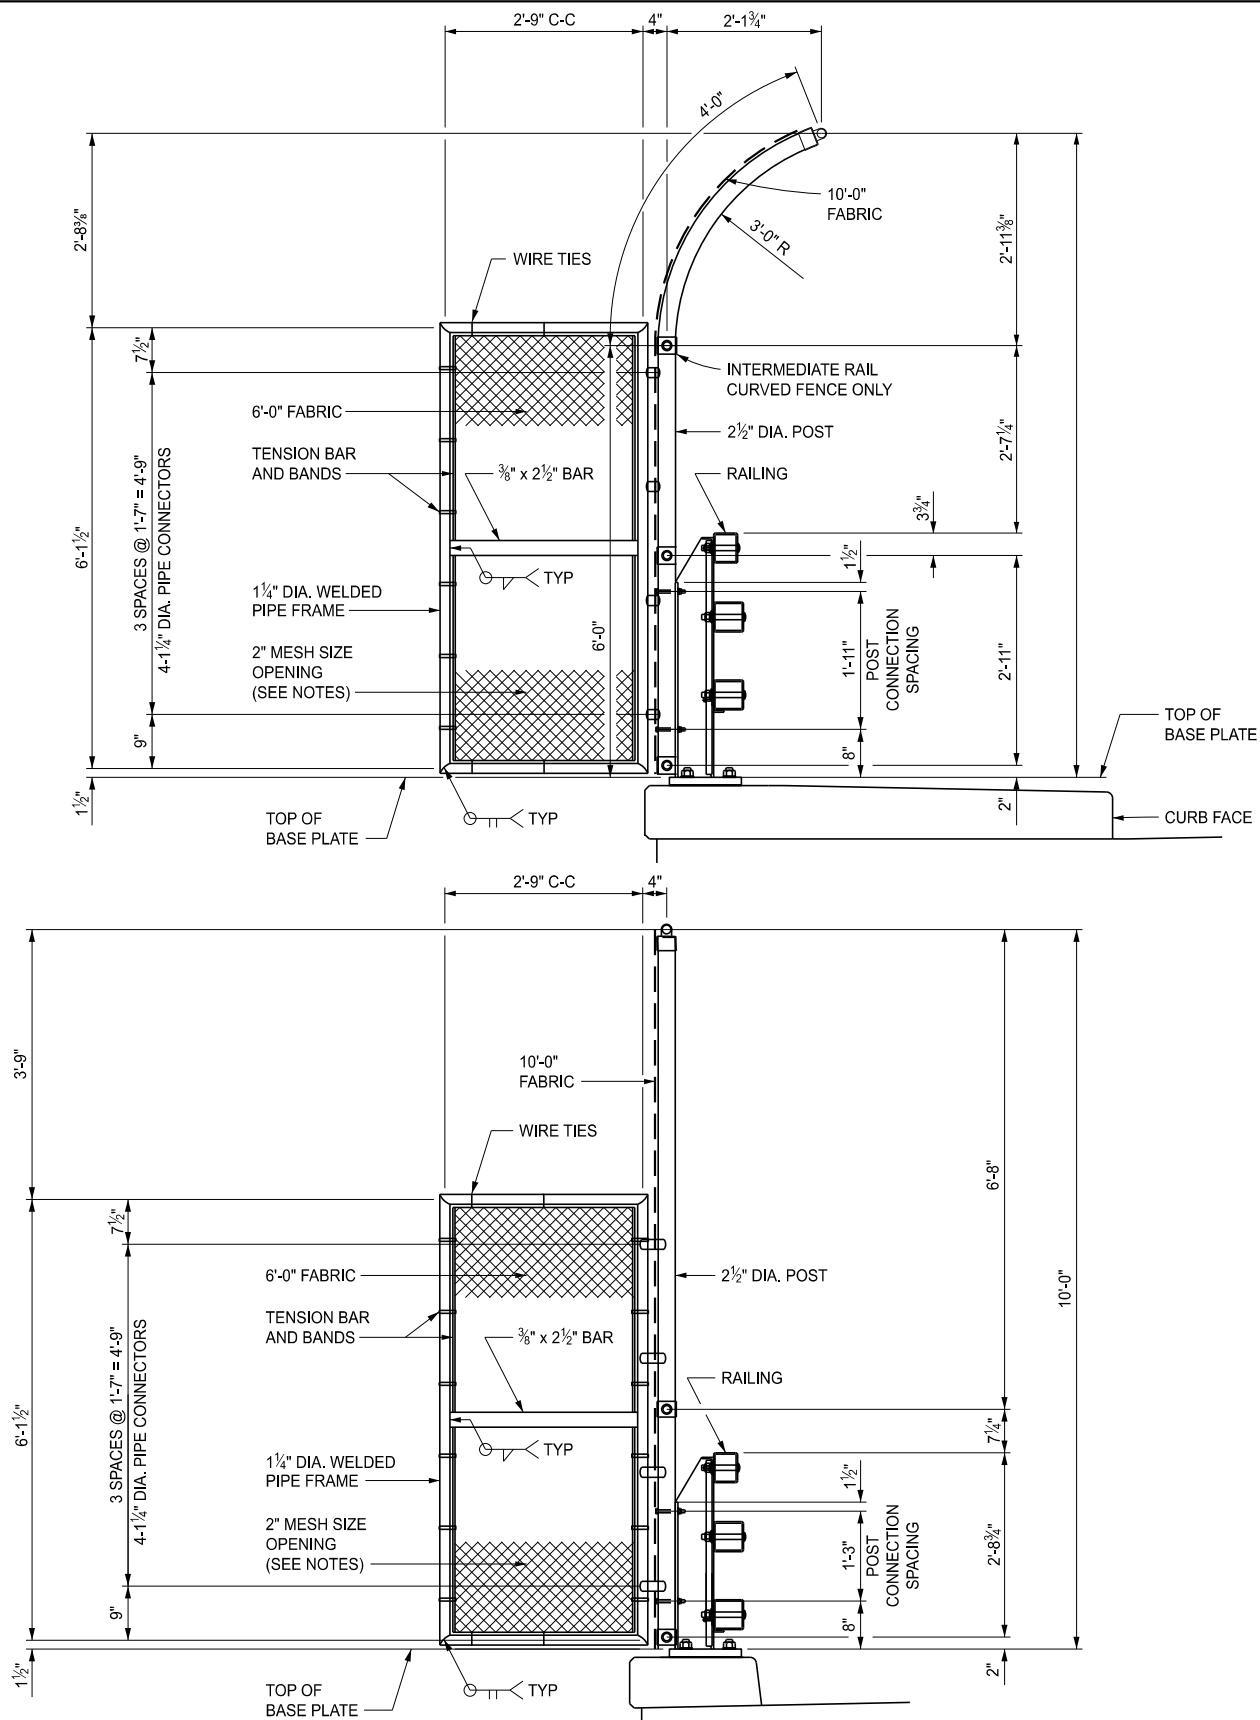 2'-9" C-C
4"
2'-1¾"
4'-0"
10'-0"
FABRIC
3'-0" R
2'-8⅜"
2'-11⅜"
WIRE TIES
7½"
INTERMEDIATE RAIL
CURVED FENCE ONLY
6'-0" FABRIC
2½" DIA. POST
2'-7¼"
TENSION BAR
AND BANDS
⅜" x 2½" BAR
RAILING
3¾"
6'-1½"
3 SPACES @ 1'-7" = 4'-9"
4-1¼" DIA. PIPE CONNECTORS
1½"
TYP
1¼" DIA. WELDED
PIPE FRAME
6'-0"
2" MESH SIZE
OPENING
(SEE NOTES)
1'-11"
POST
CONNECTION
SPACING
2'-11"
TOP OF
BASE PLATE
9"
8"
1½"
2"
TOP OF
BASE PLATE
TYP
CURB FACE
2'-9" C-C
4"
3'-9"
10'-0"
FABRIC
WIRE TIES
6'-8"
7½"
6'-0" FABRIC
2½" DIA. POST
10'-0"
TENSION BAR
AND BANDS
⅜" x 2½" BAR
RAILING
6'-1½"
3 SPACES @ 1'-7" = 4'-9"
4-1¼" DIA. PIPE CONNECTORS
7¼"
TYP
1¼" DIA. WELDED
PIPE FRAME
1½"
2" MESH SIZE
OPENING
(SEE NOTES)
1'-3"
POST
CONNECTION
SPACING
2'-8¾"
9"
8"
1½"
2"
TOP OF
BASE PLATE
TYP